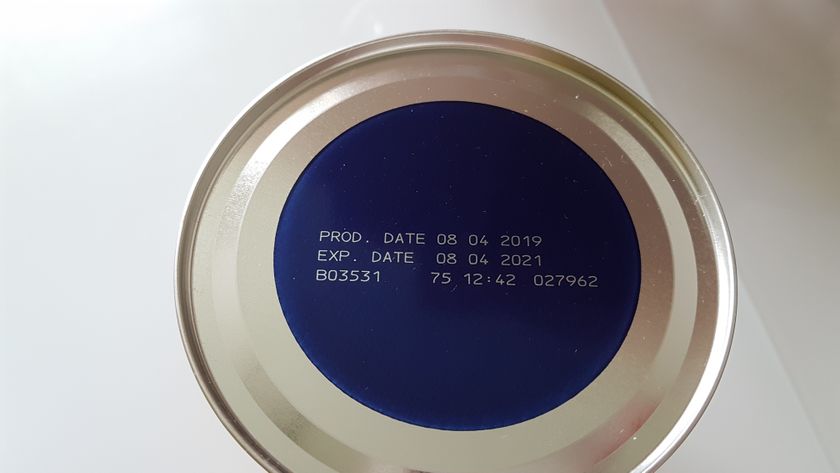 PROD. DATE 08 04 2019
EXP. DATE 08 04 2021
B03531 75 12:42 027962